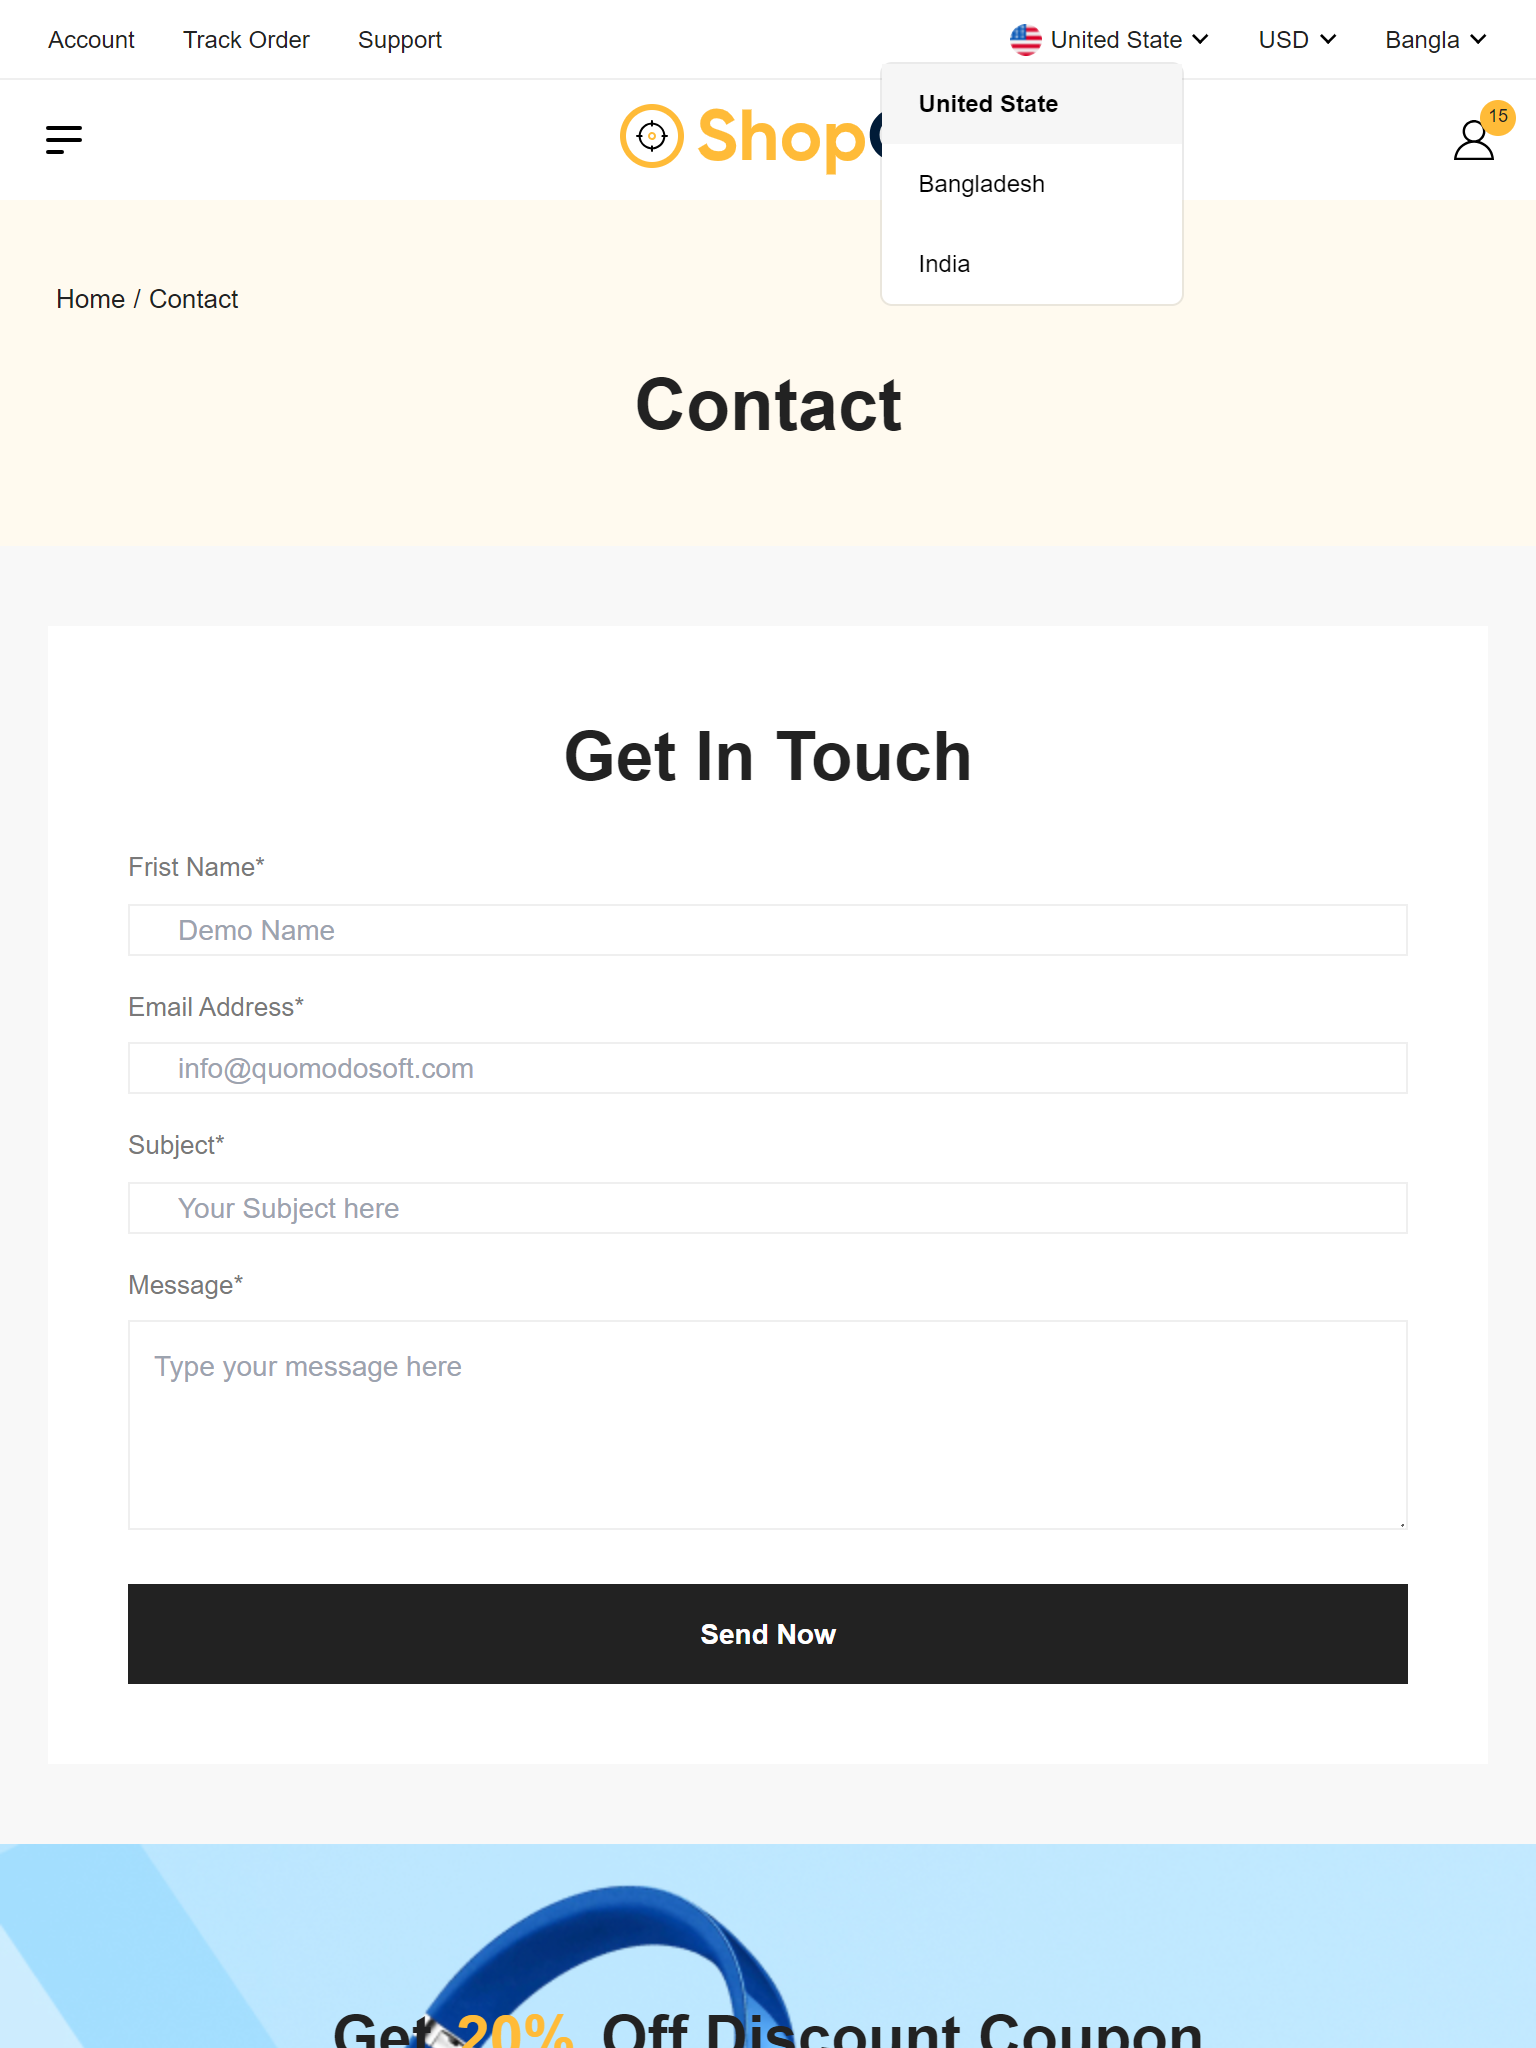 Account Track Order Support United State USD Bangla
United State
Shop
15
Bangladesh
India
Home / Contact
Contact
Get In Touch
Frist Name*
Demo Name
Email Address*
info@quomodosoft.com
Subject*
Your Subject here
Message*
Type your message here
Send Now
Get 20% Off Discount Coupon